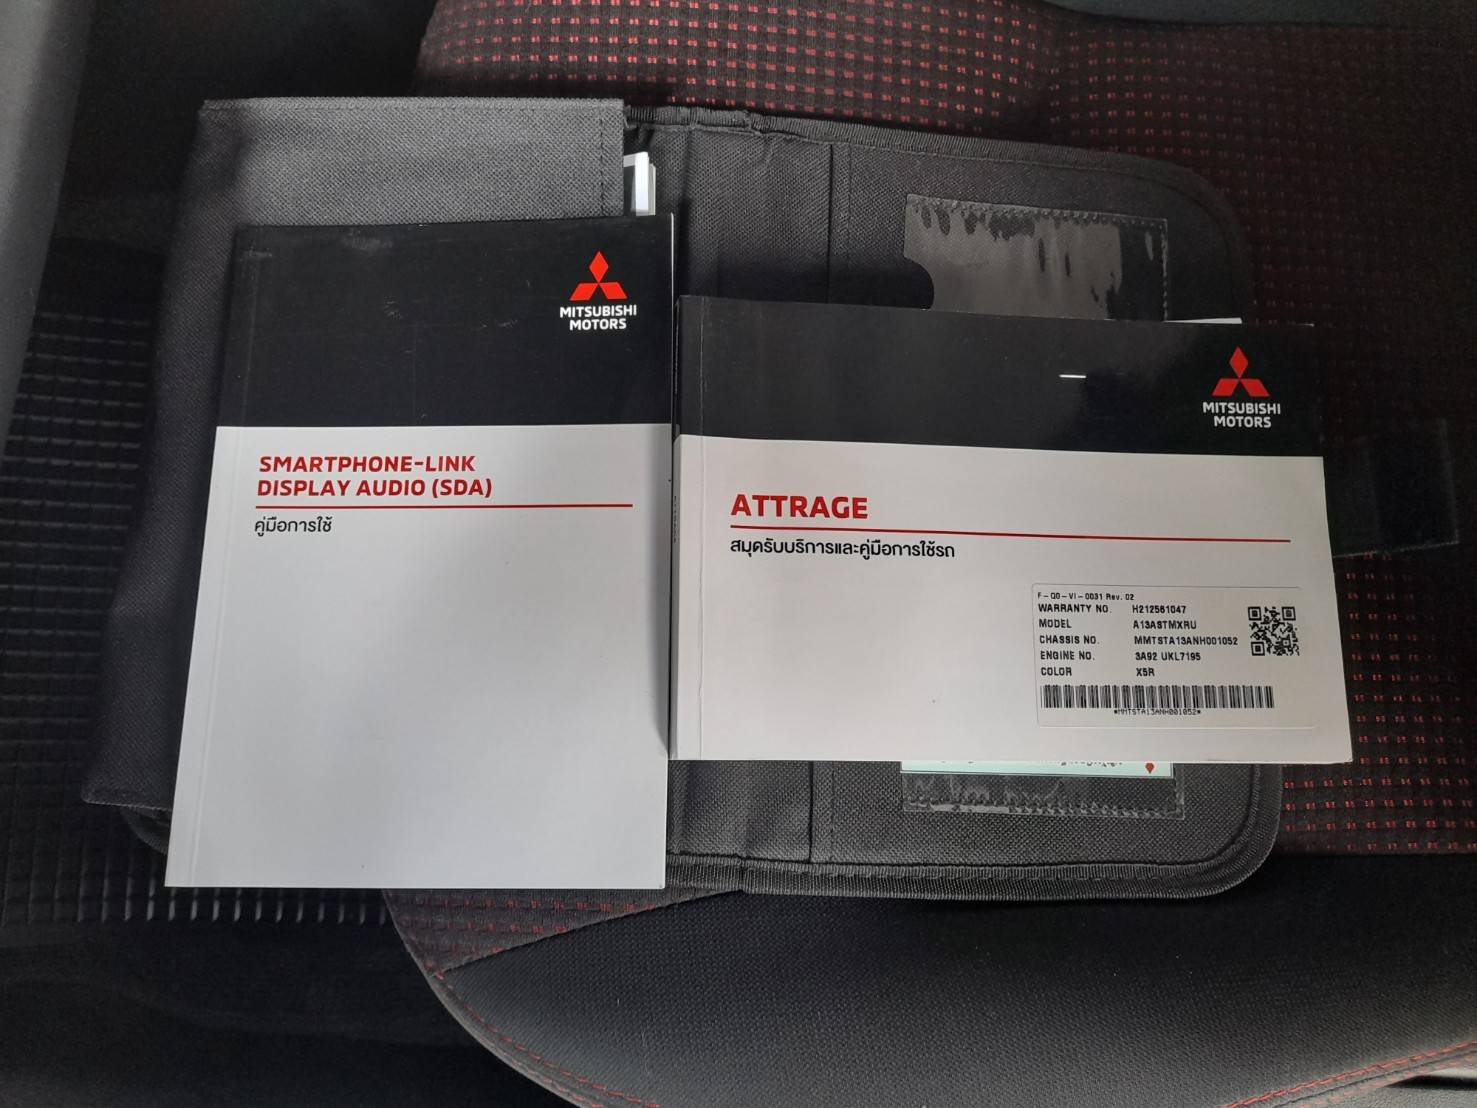 MITSUBISHI
MOTORS
SMARTPHONE-LINK
DISPLAY AUDIO (SDA)
คู่มือการใช้
MITSUBISHI
MOTORS
ATTRAGE
สมุดรับบริการและคู่มือการใช้รถ
F-QO-VI-0031 Rev. 02
WARRANTY NO. H212561047
MODEL A13ASTMXRU
CHASSIS NO. MMTSTA13ANH001052
ENGINE NO. 3A92 UKL7195
COLOR X5R
*MMTSTA13ANH001052*